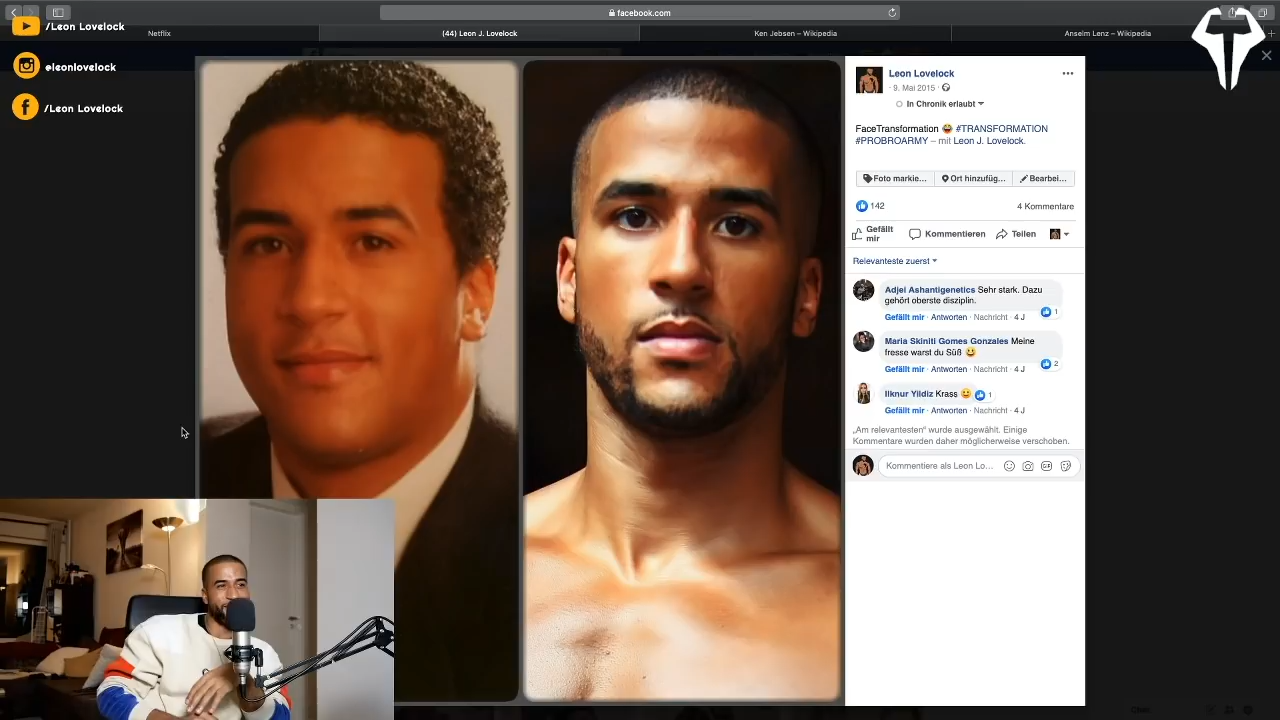 facebook.com
/Leon Lovelock
Netflix
(44) Leon J. Lovelock
Ken Jebsen – Wikipedia
Anselm Lenz – Wikipedia
@leonlovelock
/Leon Lovelock
Leon Lovelock
· 9. Mai 2015 ·
In Chronik erlaubt
FaceTransformation 😄 #TRANSFORMATION
#PROBROARMY – mit Leon J. Lovelock.
Foto markie...
Ort hinzufüg...
Bearbei...
142
4 Kommentare
Gefällt
mir
Kommentieren
Teilen
Relevanteste zuerst
Adjei Ashantigenetics Sehr stark. Dazu
gehört oberste disziplin.
1
Gefällt mir · Antworten · Nachricht · 4 J
Maria Skiniti Gomes Gonzales Meine
fresse warst du Süß 😃
2
Gefällt mir · Antworten · Nachricht · 4 J
Ilknur Yildiz Krass 😃 1
Gefällt mir · Antworten · Nachricht · 4 J
„Am relevantesten“ wurde ausgewählt. Einige
Kommentare wurden daher möglicherweise verschoben.
Kommentiere als Leon Lo...
GIF